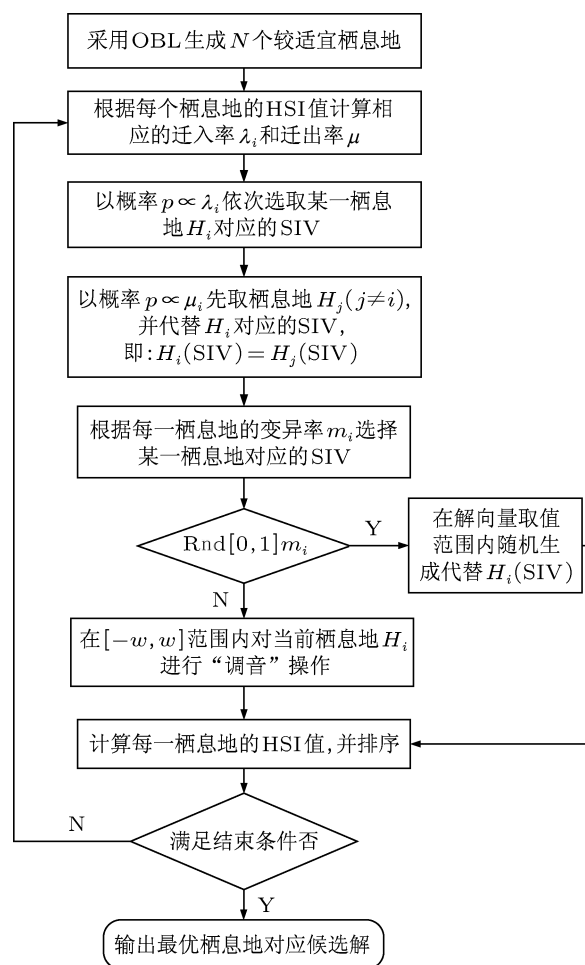 采用OBL生成N个较适宜栖息地
根据每个栖息地的HSI值计算相
应的迁入率λi和迁出率μ
以概率p∝λi依次选取某一栖息
地Hi对应的SIV
以概率p∝μi先取栖息地Hj(j≠i),
并代替Hi对应的SIV,
即:Hi(SIV)=Hj(SIV)
根据每一栖息地的变异率mi选择
某一栖息地对应的SIV
Rnd[0,1]mi
Y
在解向量取值
范围内随机生
成代替Hi(SIV)
N
在[-w,w]范围内对当前栖息地Hi
进行“调音”操作
计算每一栖息地的HSI值,并排序
N
满足结束条件否
Y
输出最优栖息地对应候选解